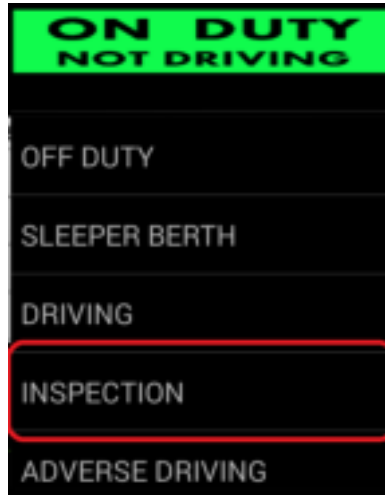 ON DUTY
NOT DRIVING
OFF DUTY
SLEEPER BERTH
DRIVING
INSPECTION
ADVERSE DRIVING